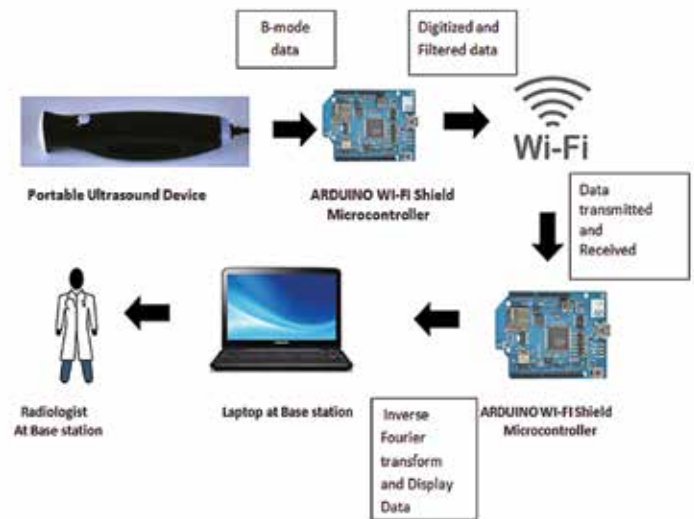 B-mode
data
Digitized and
Filtered data
Wi-Fi
Portable Ultrasound Device
ARDUINO WI-FI Shield
Microcontroller
Data
transmitted
and
Received
Radiologist
At Base station
Laptop at Base station
Inverse
Fourier
transform
and Display
Data
ARDUINO WI-FI Shield
Microcontroller